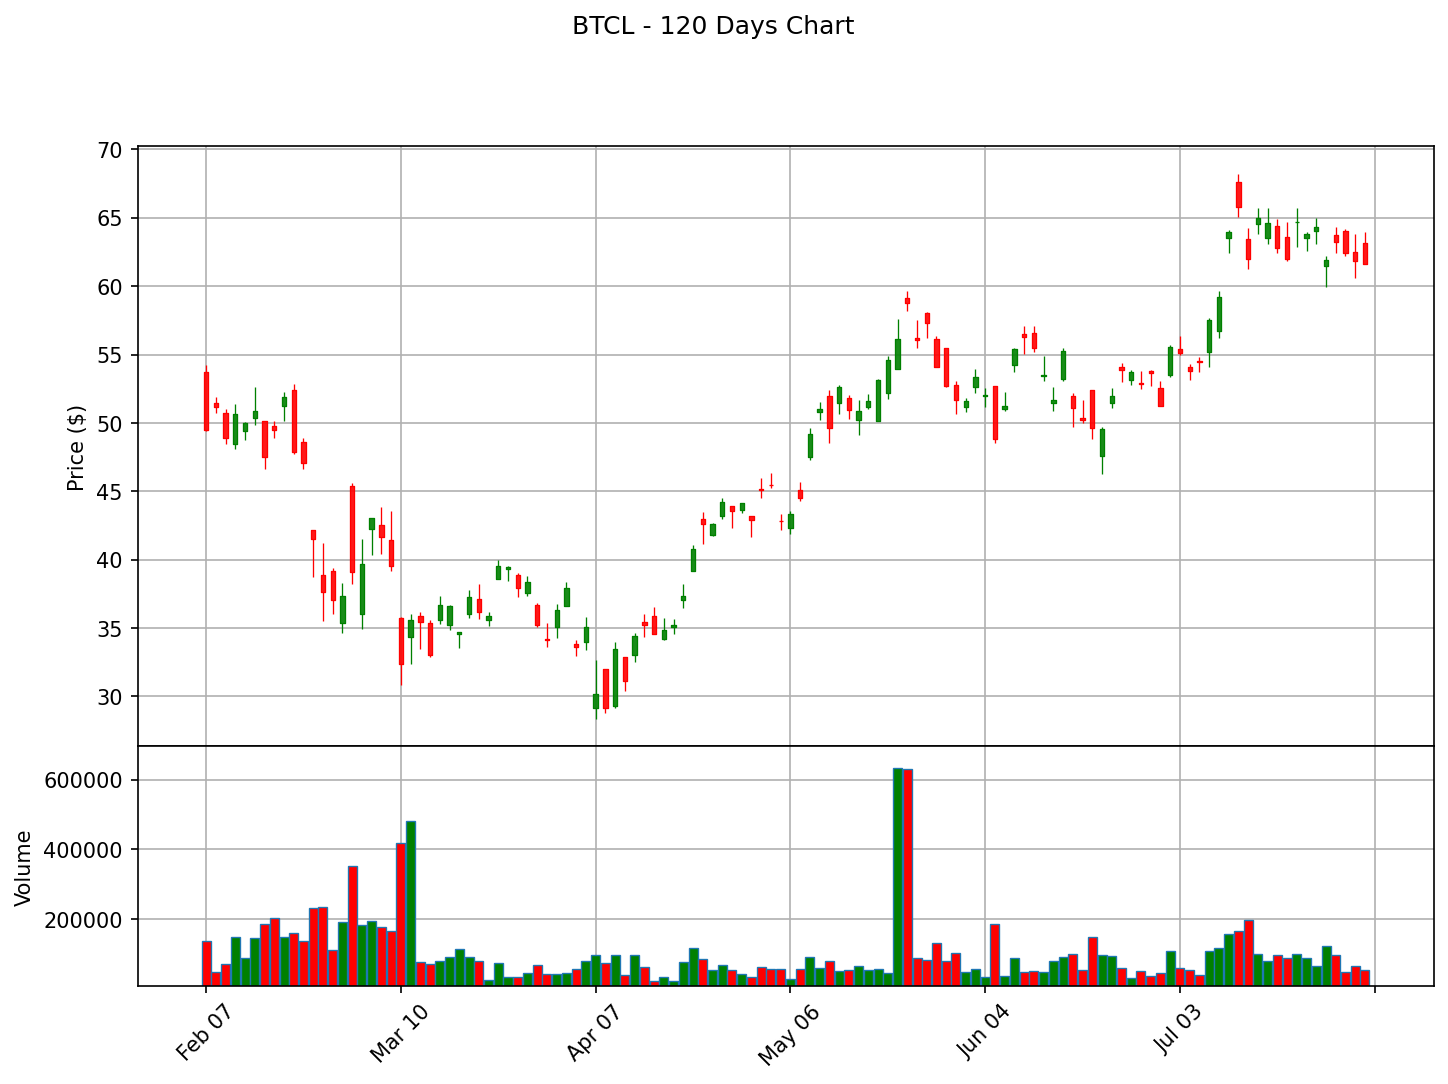 BTCL - 120 Days Chart
Price ($)
70
65
60
55
50
45
40
35
30
Volume
600000
400000
200000
Feb 07
Mar 10
Apr 07
May 06
Jun 04
Jul 03